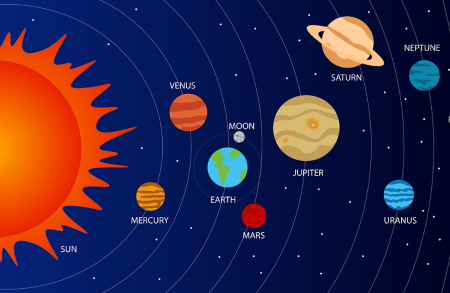 NEPTUNE
SATURN
VENUS
MOON
JUPITER
EARTH
MERCURY
URANUS
MARS
SUN